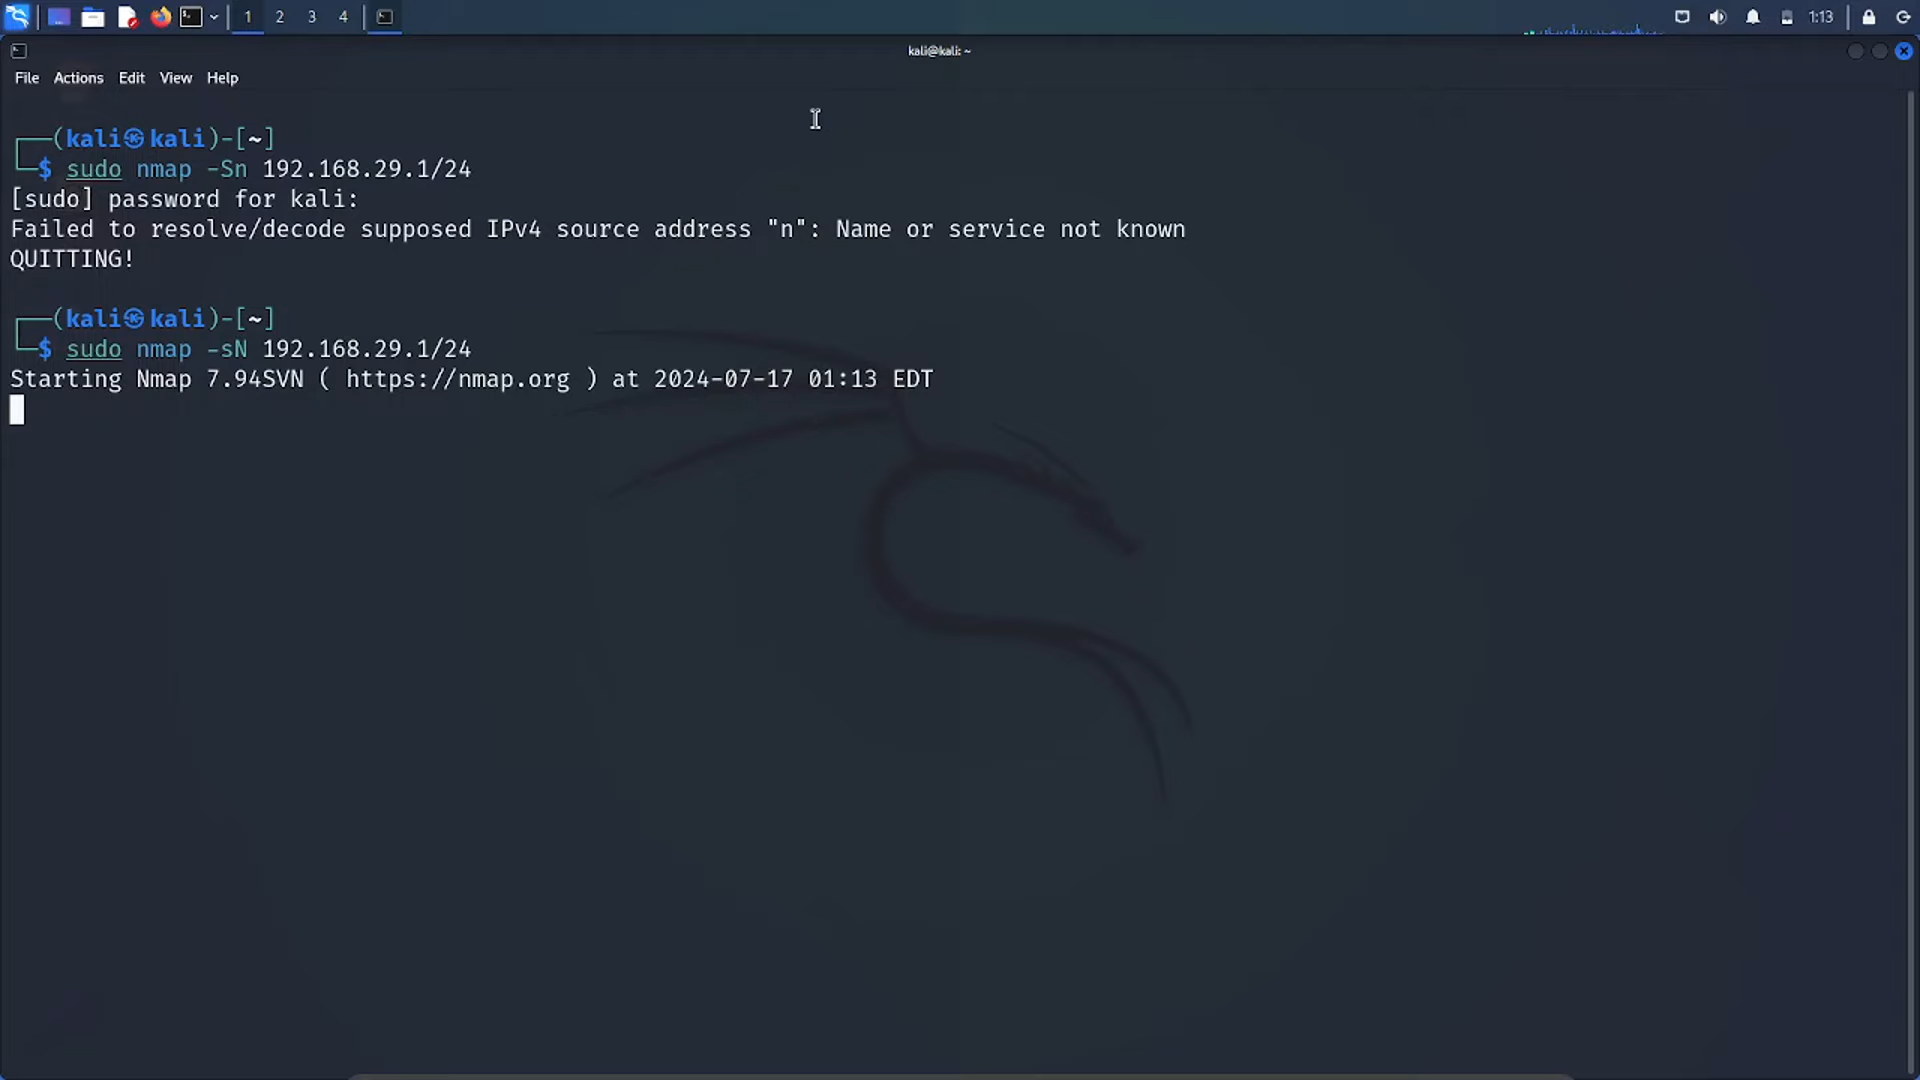 1 2 3 4 1:13
kali@kali: ~
File Actions Edit View Help
(kali㉿kali)-[~]
$ sudo nmap -Sn 192.168.29.1/24
[sudo] password for kali:
Failed to resolve/decode supposed IPv4 source address "n": Name or service not known
QUITTING!
(kali㉿kali)-[~]
$ sudo nmap -sN 192.168.29.1/24
Starting Nmap 7.94SVN ( https://nmap.org ) at 2024-07-17 01:13 EDT